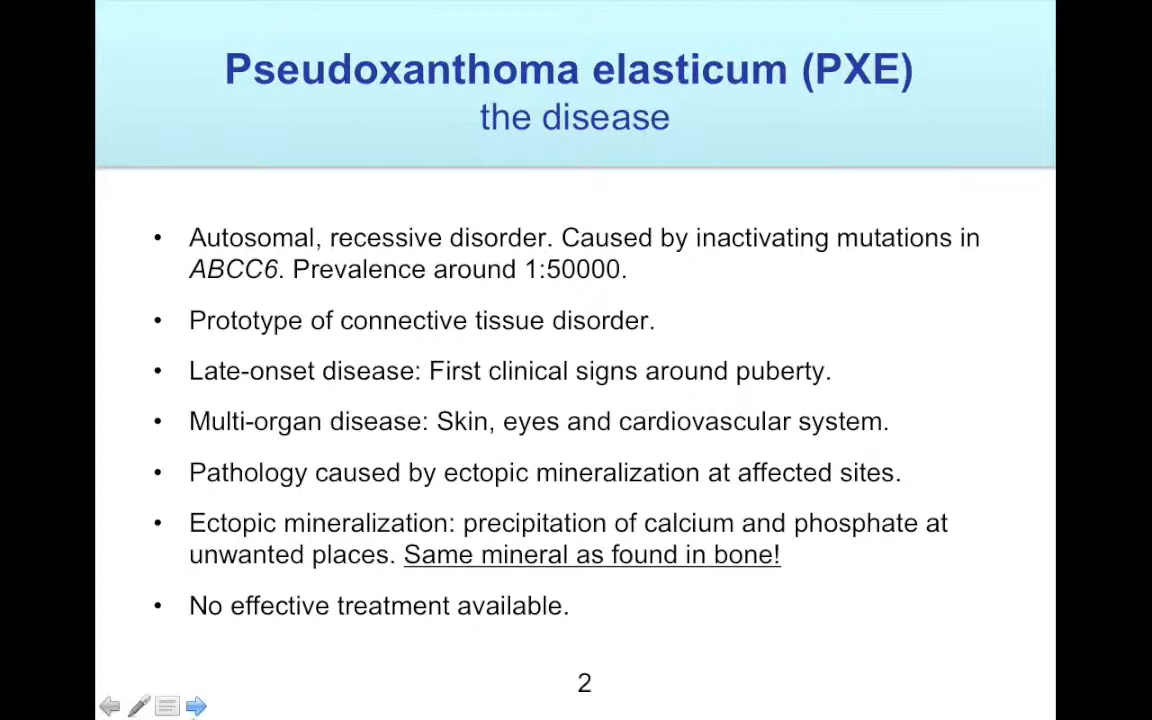 Pseudoxanthoma elasticum (PXE)
the disease
• Autosomal, recessive disorder. Caused by inactivating mutations in
ABCC6. Prevalence around 1:50000.
• Prototype of connective tissue disorder.
• Late-onset disease: First clinical signs around puberty.
• Multi-organ disease: Skin, eyes and cardiovascular system.
• Pathology caused by ectopic mineralization at affected sites.
• Ectopic mineralization: precipitation of calcium and phosphate at
unwanted places. Same mineral as found in bone!
• No effective treatment available.
2